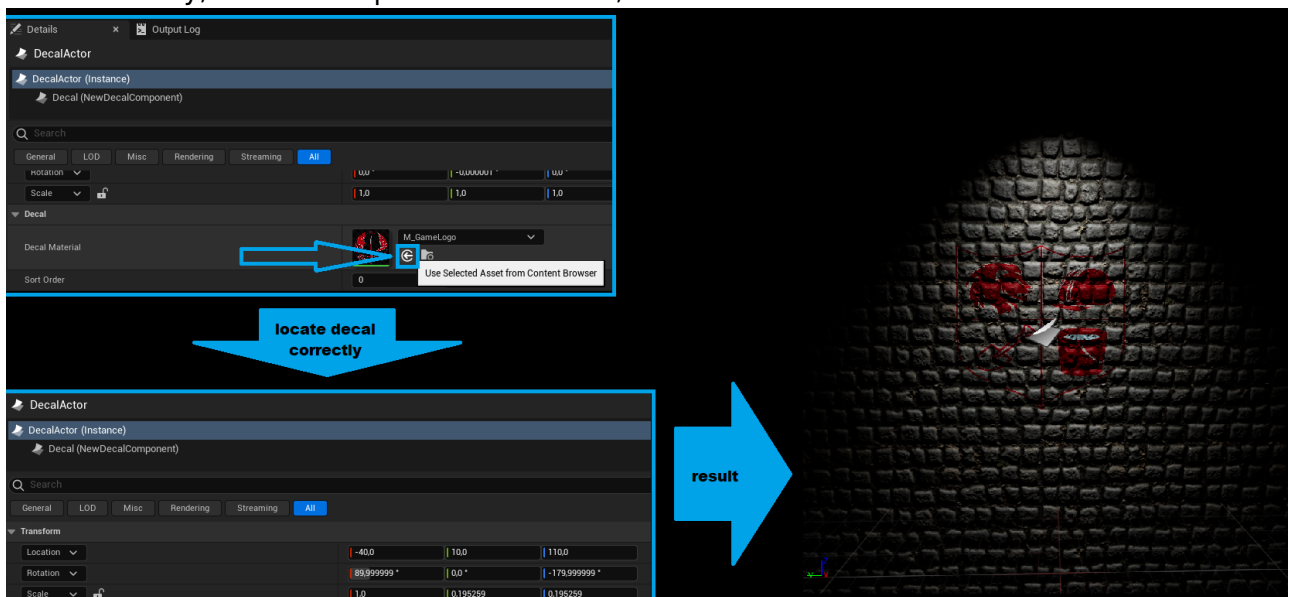 Details × Output Log
DecalActor
DecalActor (Instance)
Decal (NewDecalComponent)
Search
General LOD Misc Rendering Streaming All
Rotation 0,0 ° -0,000001 ° 0,0 °
Scale 1,0 1,0 1,0
Decal
Decal Material M_GameLogo
Use Selected Asset from Content Browser
Sort Order 0
locate decal
correctly
DecalActor
DecalActor (Instance)
Decal (NewDecalComponent)
Search
General LOD Misc Rendering Streaming All
Transform
Location -40,0 10,0 110,0
Rotation 89,999999 ° 0,0 ° -179,999999 °
Scale 1,0 0,195259 0,195259
result